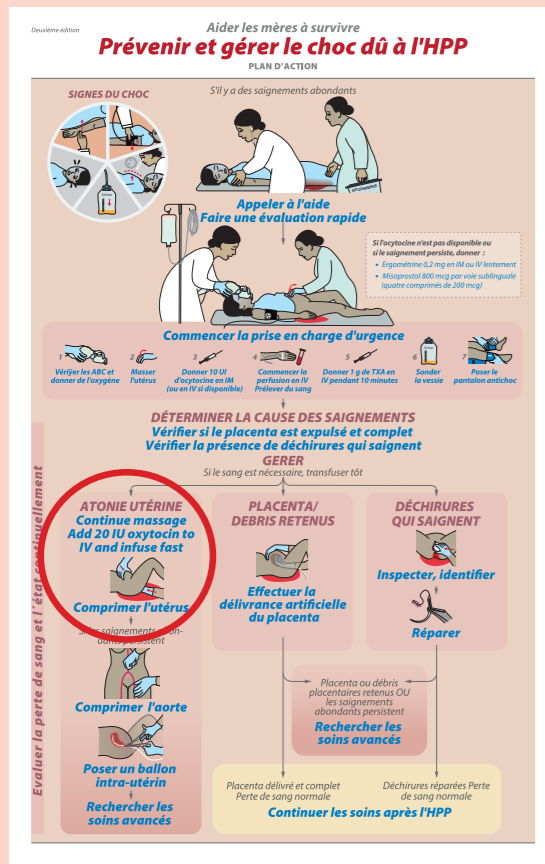 Deuxième édition
Aider les mères à survivre
Prévenir et gérer le choc dû à l'HPP
PLAN D'ACTION
SIGNES DU CHOC
S'il y a des saignements abondants
Appeler à l'aide
Faire une évaluation rapide
Si l'ocytocine n'est pas disponible ou
si le saignement persiste, donner :
• Ergométrine 0,2 mg en IM ou IV lentement
• Misoprostol 800 mcg par voie sublinguale
(quatre comprimés de 200 mcg)
Commencer la prise en charge d'urgence
1
Vérifier les ABC et
donner de l'oxygène
2
Masser
l'utérus
3
Donner 10 UI
d'ocytocine en IM
(ou en IV si disponible)
4
Commencer la
perfusion en IV
Prélever du sang
5
Donner 1 g de TXA en
IV pendant 10 minutes
6
Sonder
la vessie
7
Poser le
pantalon antichoc
DÉTERMINER LA CAUSE DES SAIGNEMENTS
Vérifier si le placenta est expulsé et complet
Vérifier la présence de déchirures qui saignent
GERER
Si le sang est nécessaire, transfuser tôt
Evaluer la perte de sang et l'état continuellement
ATONIE UTÉRINE
Continue massage
Add 20 IU oxytocin to
IV and infuse fast
Comprimer l'utérus
saignements abon-
dants persistent
Comprimer l'aorte
Poser un ballon
intra-utérin
Rechercher les
soins avancés
PLACENTA/
DEBRIS RETENUS
Effectuer la
délivrance artificielle
du placenta
DÉCHIRURES
QUI SAIGNENT
Inspecter, identifier
Réparer
Placenta ou débris
placentaires retenus OU
les saignements
abondants persistent
Rechercher les
soins avancés
Placenta délivré et complet
Perte de sang normale
Déchirures réparées Perte
de sang normale
Continuer les soins après l'HPP